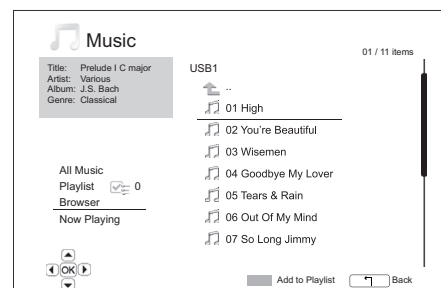 Music
01 / 11 items
Title: Prelude I C major
Artist: Various
Album: J.S. Bach
Genre: Classical
USB1
..
01 High
02 You're Beautiful
03 Wisemen
04 Goodbye My Lover
05 Tears & Rain
06 Out Of My Mind
07 So Long Jimmy
All Music
Playlist 0
Browser
Now Playing
OK
Add to Playlist
Back